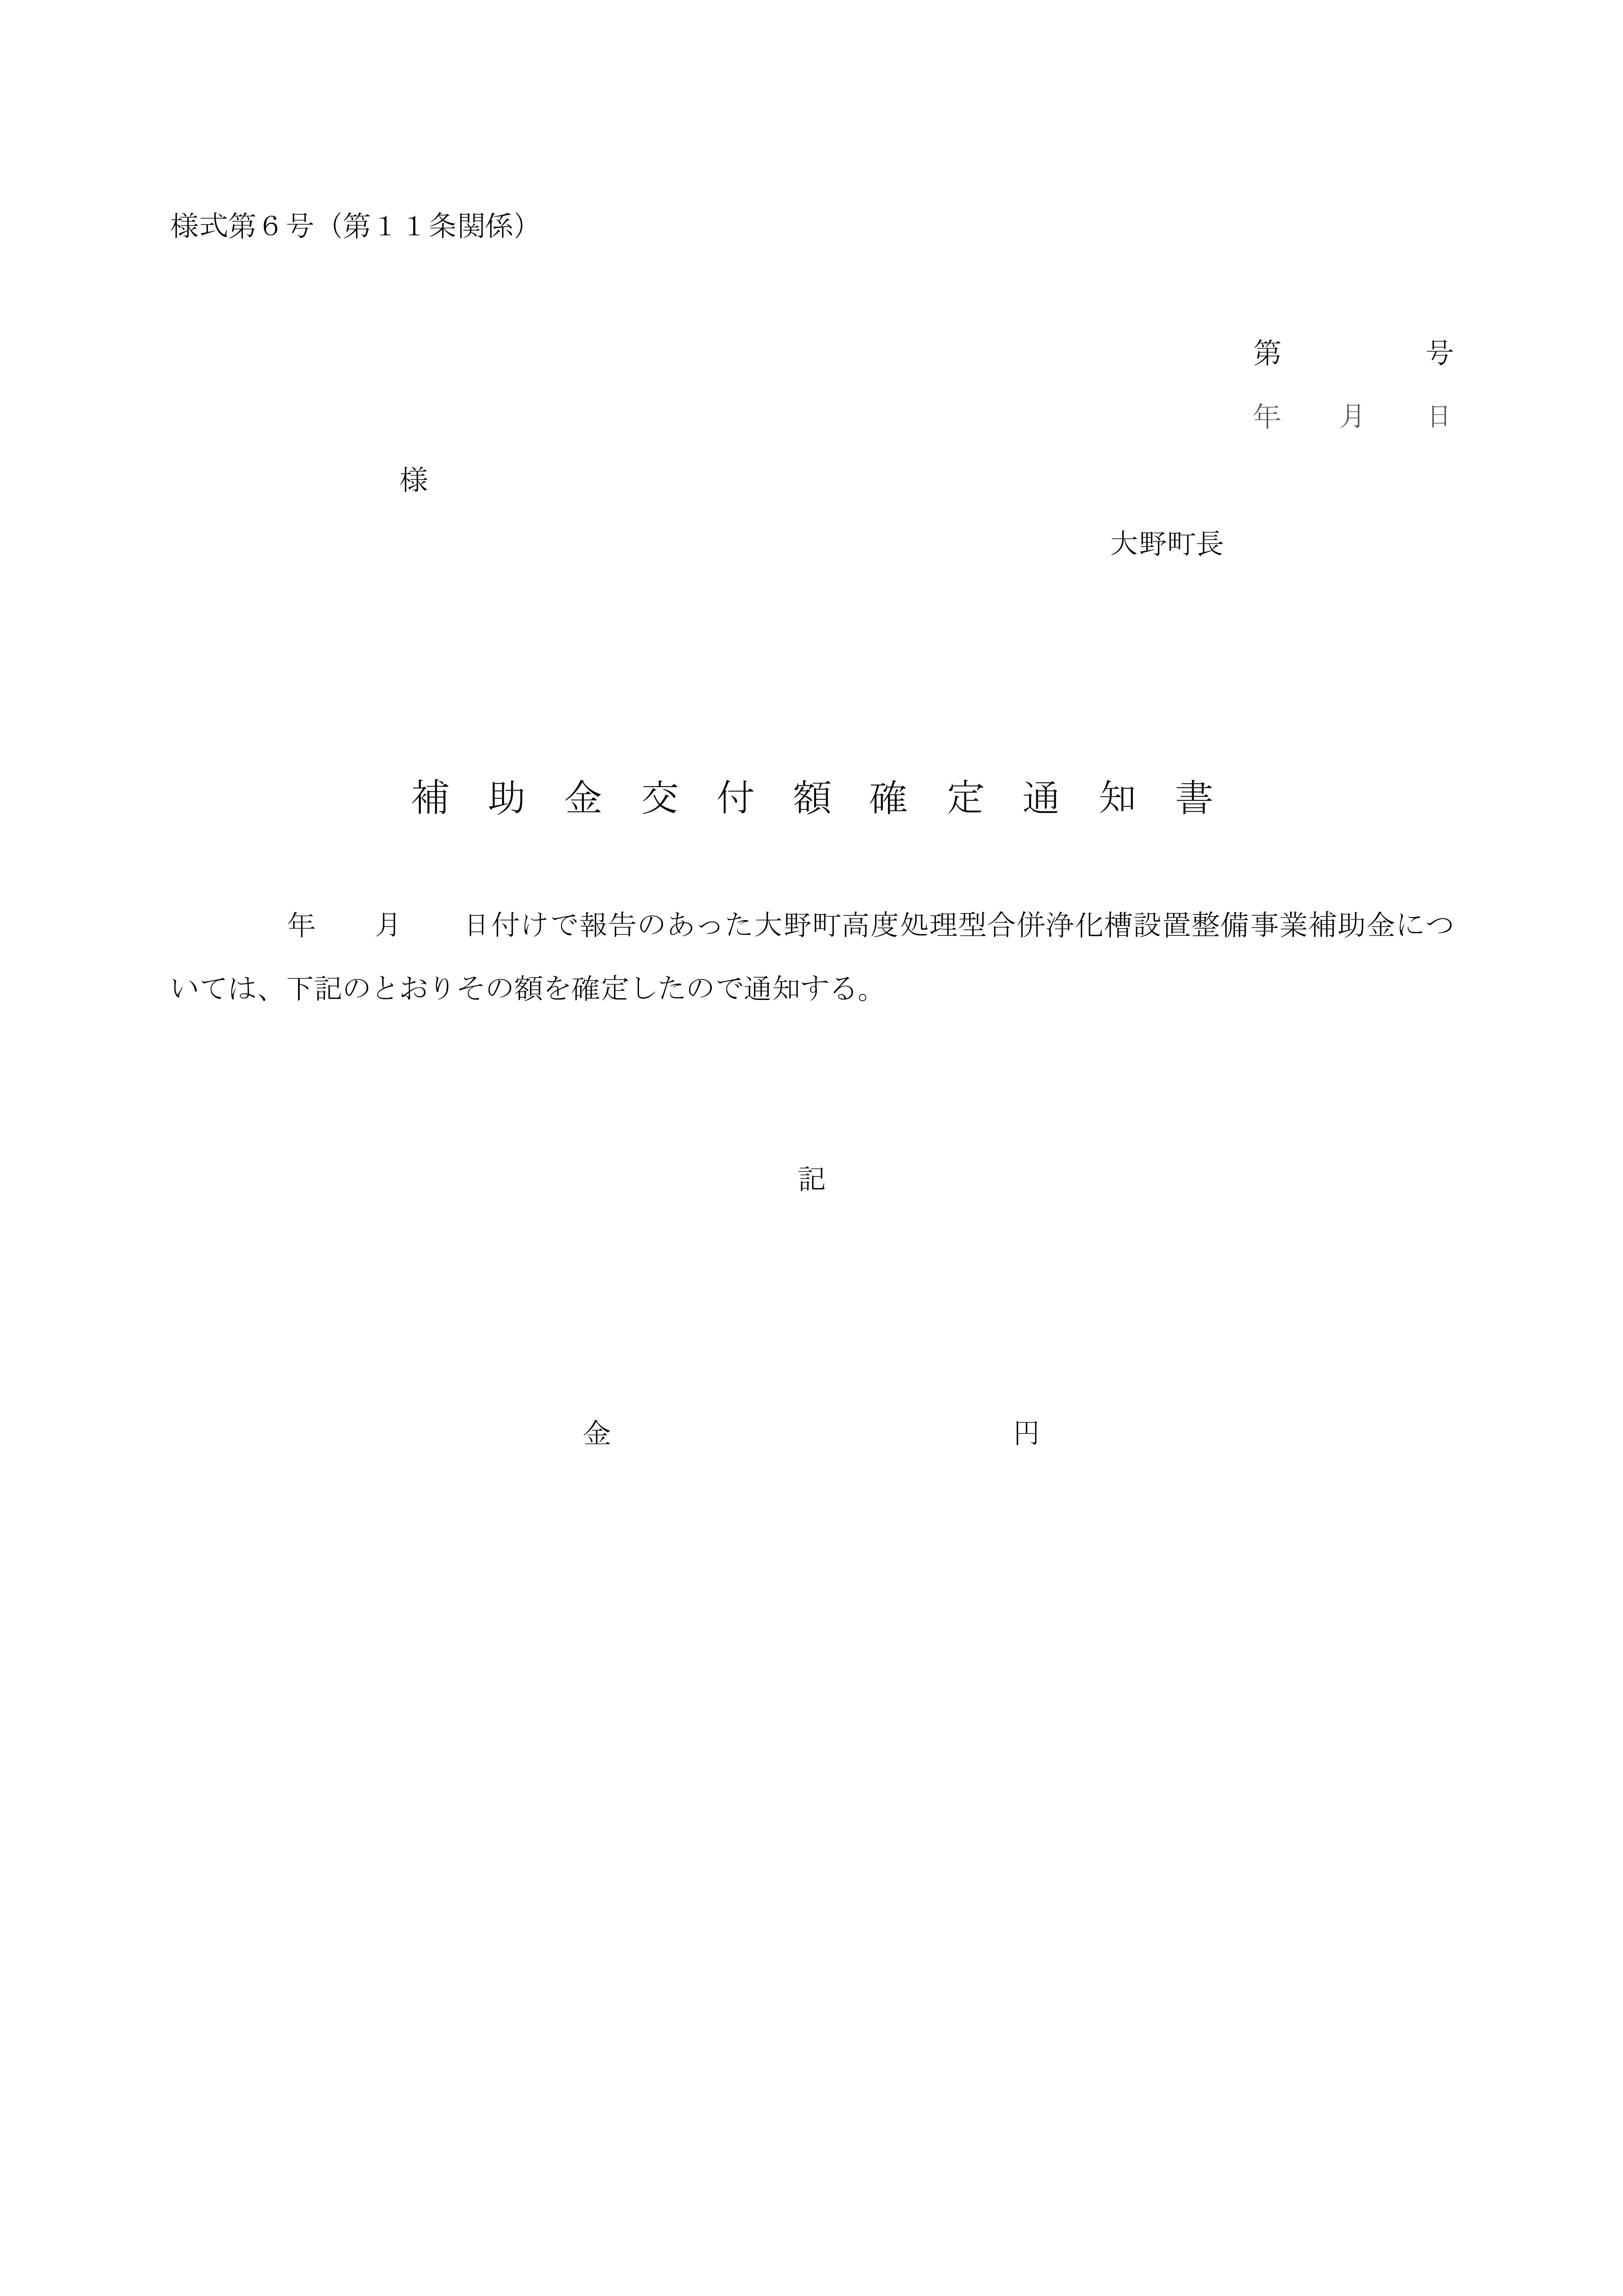 様式第６号（第１１条関係）
第　　　　　号
年　　月　　日
様
大野町長
補　助　金　交　付　額　確　定　通　知　書
年　　月　　日付けで報告のあった大野町高度処理型合併浄化槽設置整備事業補助金につ
いては、下記のとおりその額を確定したので通知する。
記
金　　　　　　　　　　　　　　円